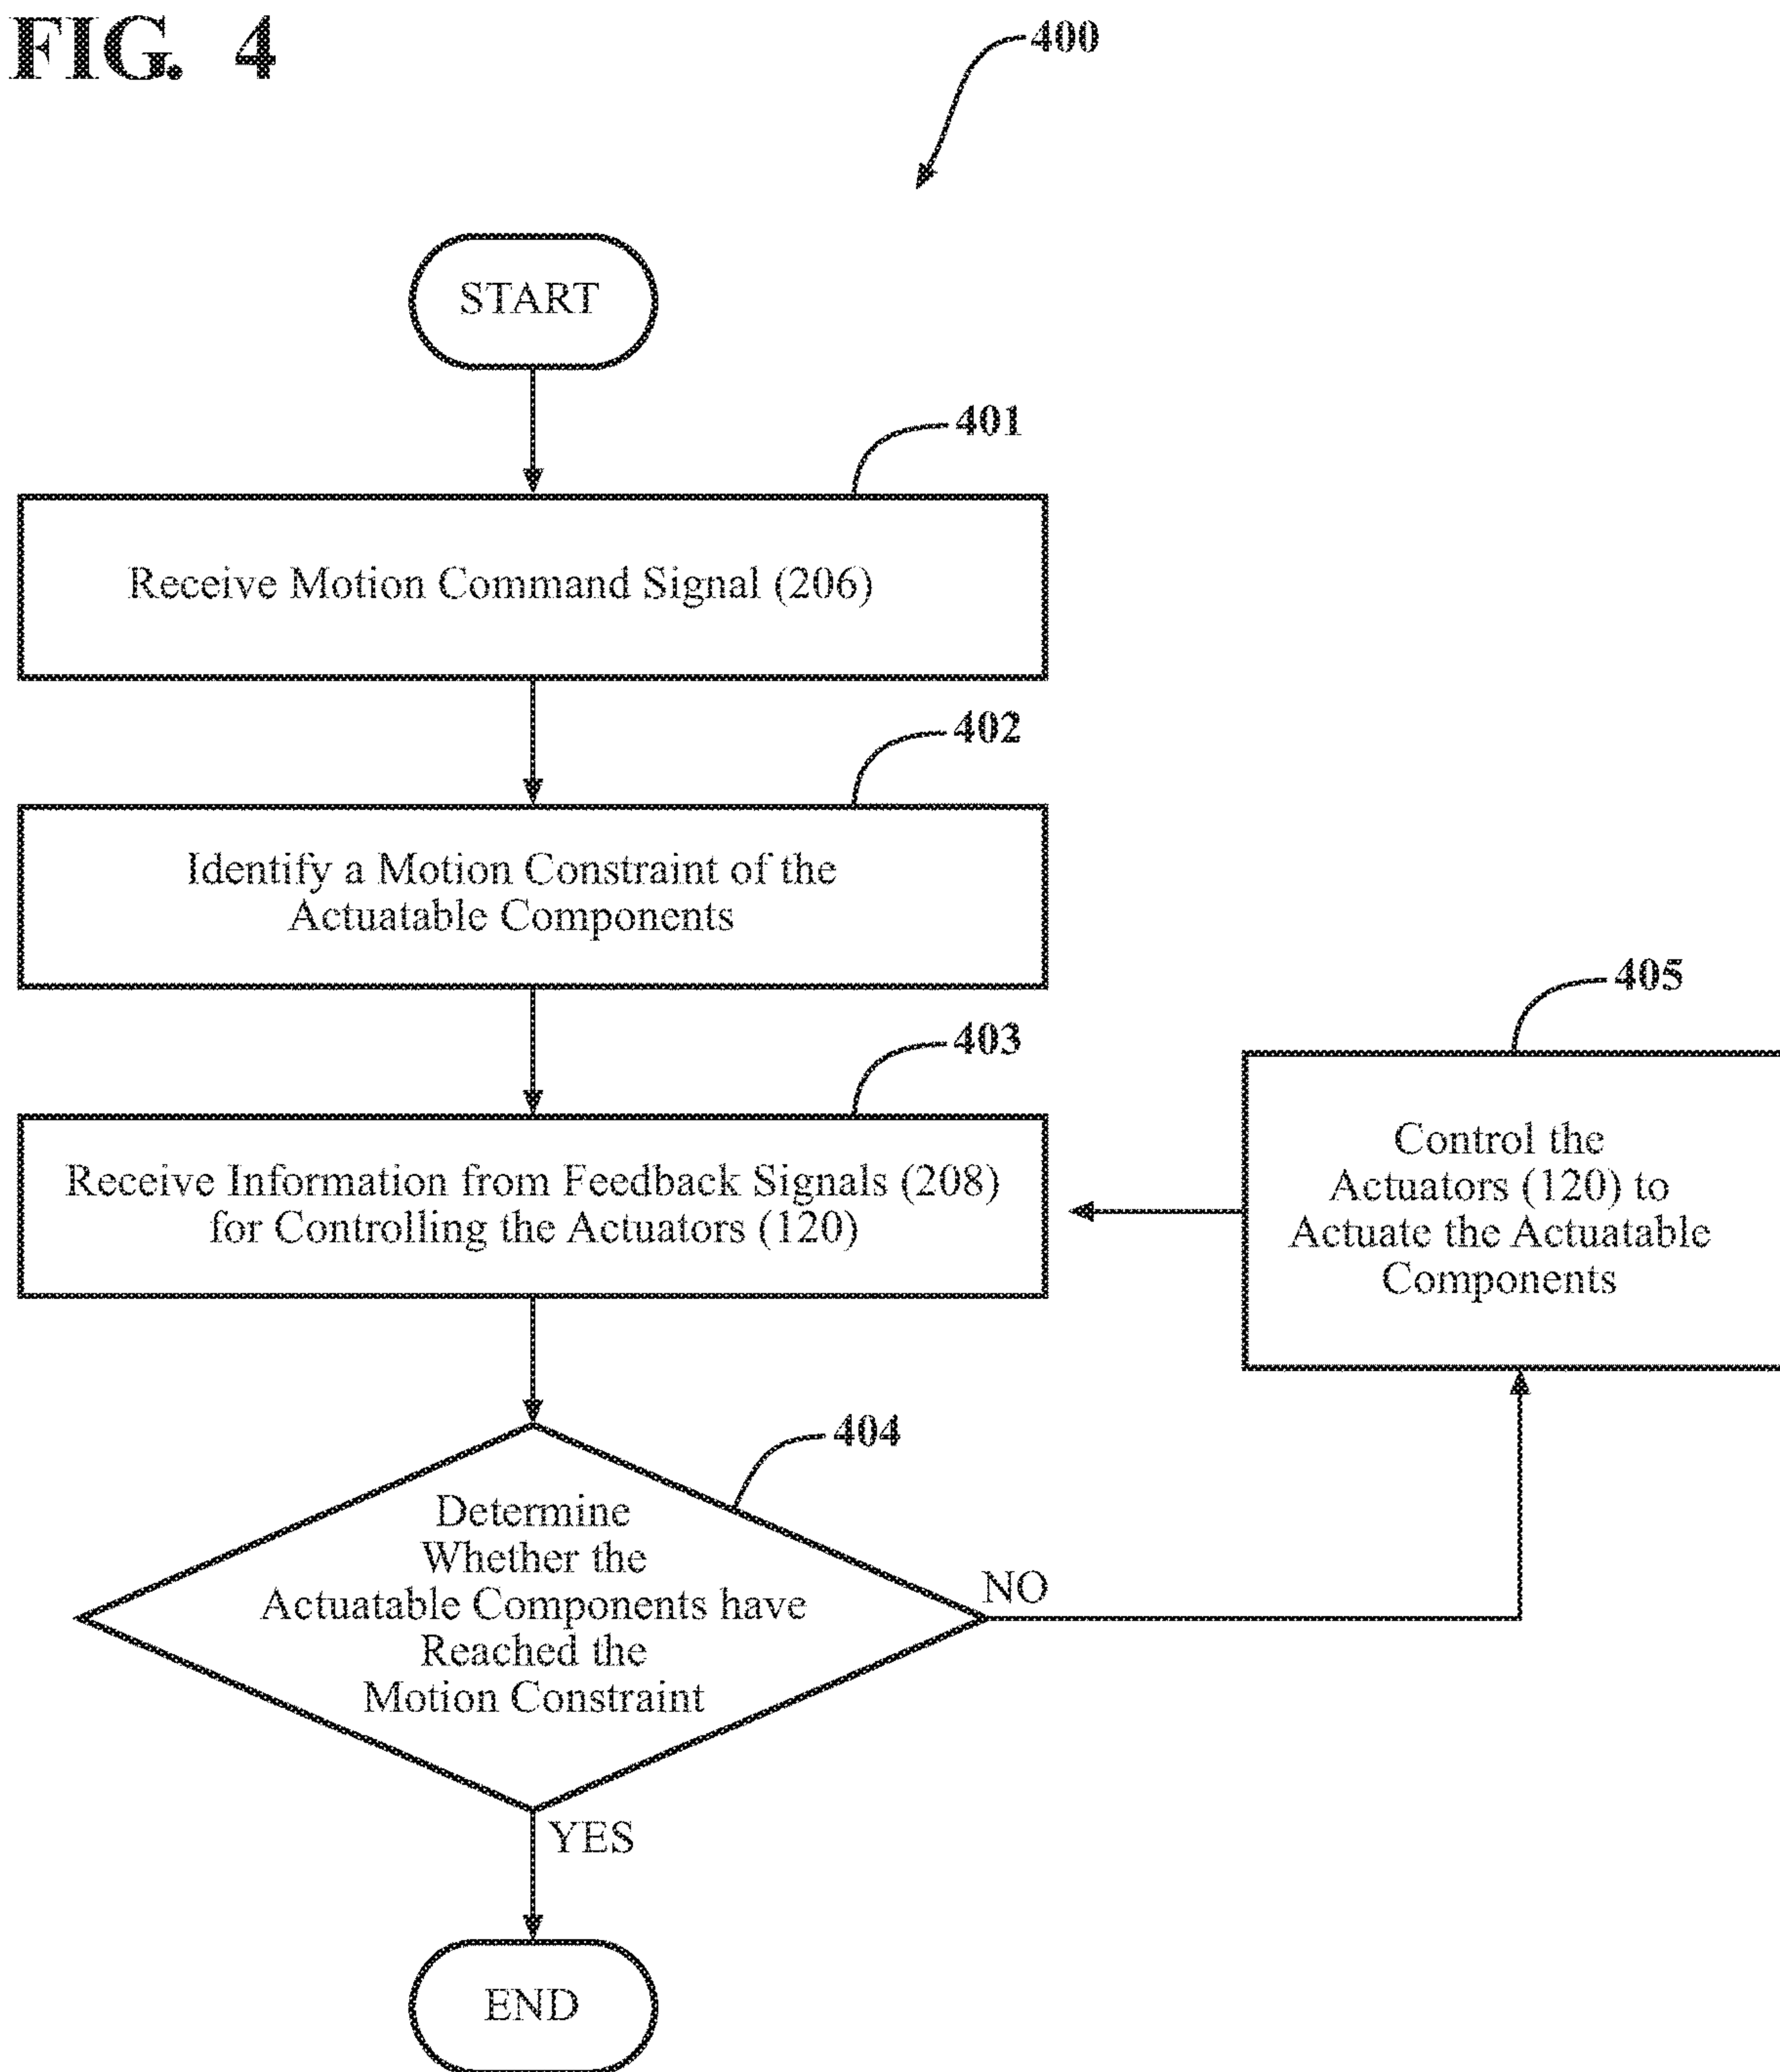 FIG. 4
400
START
401
Receive Motion Command Signal (206)
402
Identify a Motion Constraint of the
Actuatable Components
403
Receive Information from Feedback Signals (208)
for Controlling the Actuators (120)
405
Control the
Actuators (120) to
Actuate the Actuatable
Components
404
Determine
Whether the
Actuatable Components have
Reached the
Motion Constraint
NO
YES
END